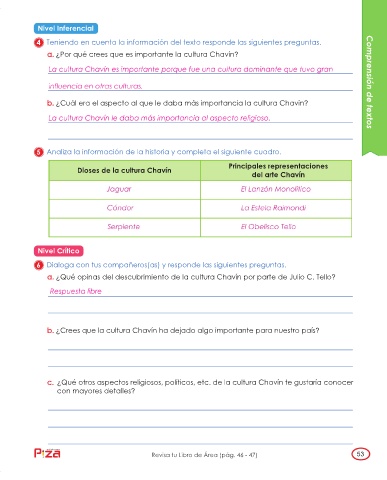 Nivel Inferencial
4 Teniendo en cuenta la información del texto responde las siguientes preguntas.
a. ¿Por qué crees que es importante la cultura Chavín?
La cultura Chavín es importante porque fue una cultura dominante que tuvo gran
influencia en otras culturas.
b. ¿Cuál era el aspecto al que le daba más importancia la cultura Chavín?
La cultura Chavín le daba más importancia al aspecto religioso.
5 Analiza la información de la historia y completa el siguiente cuadro.
Dioses de la cultura Chavín
Principales representaciones
del arte Chavín
Jaguar
El Lanzón Monolítico
Cóndor
La Estela Raimondi
Serpiente
El Obelisco Tello
Nivel Crítico
6 Dialoga con tus compañeros(as) y responde las siguientes preguntas.
a. ¿Qué opinas del descubrimiento de la cultura Chavín por parte de Julio C. Tello?
Respuesta libre
b. ¿Crees que la cultura Chavín ha dejado algo importante para nuestro país?
c. ¿Qué otros aspectos religiosos, políticos, etc. de la cultura Chavín te gustaría conocer
con mayores detalles?
Revisa tu Libro de Área (pág. 46 - 47)
53
Comprensión de textos